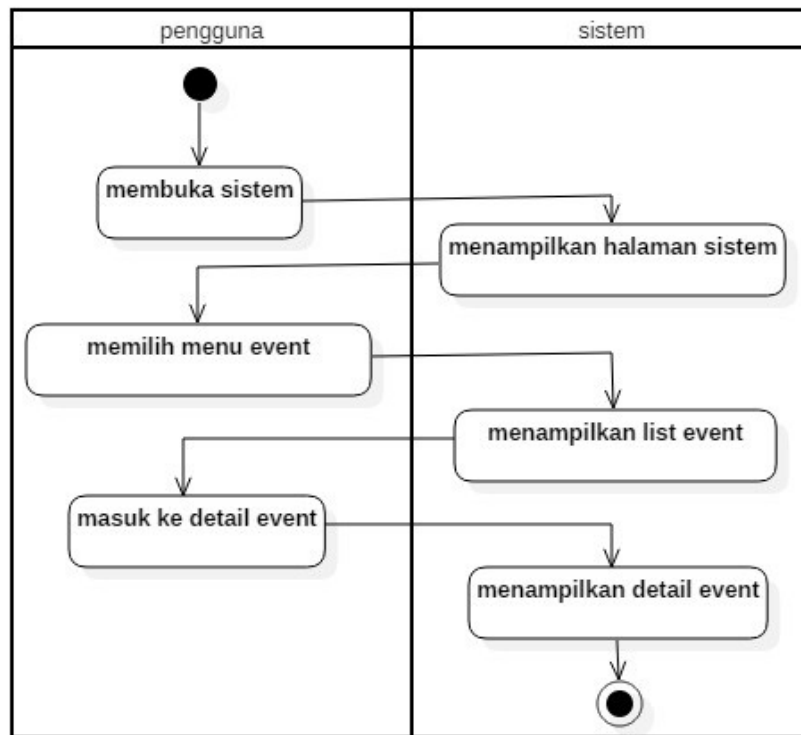 pengguna
sistem
membuka sistem
menampilkan halaman sistem
memilih menu event
menampilkan list event
masuk ke detail event
menampilkan detail event